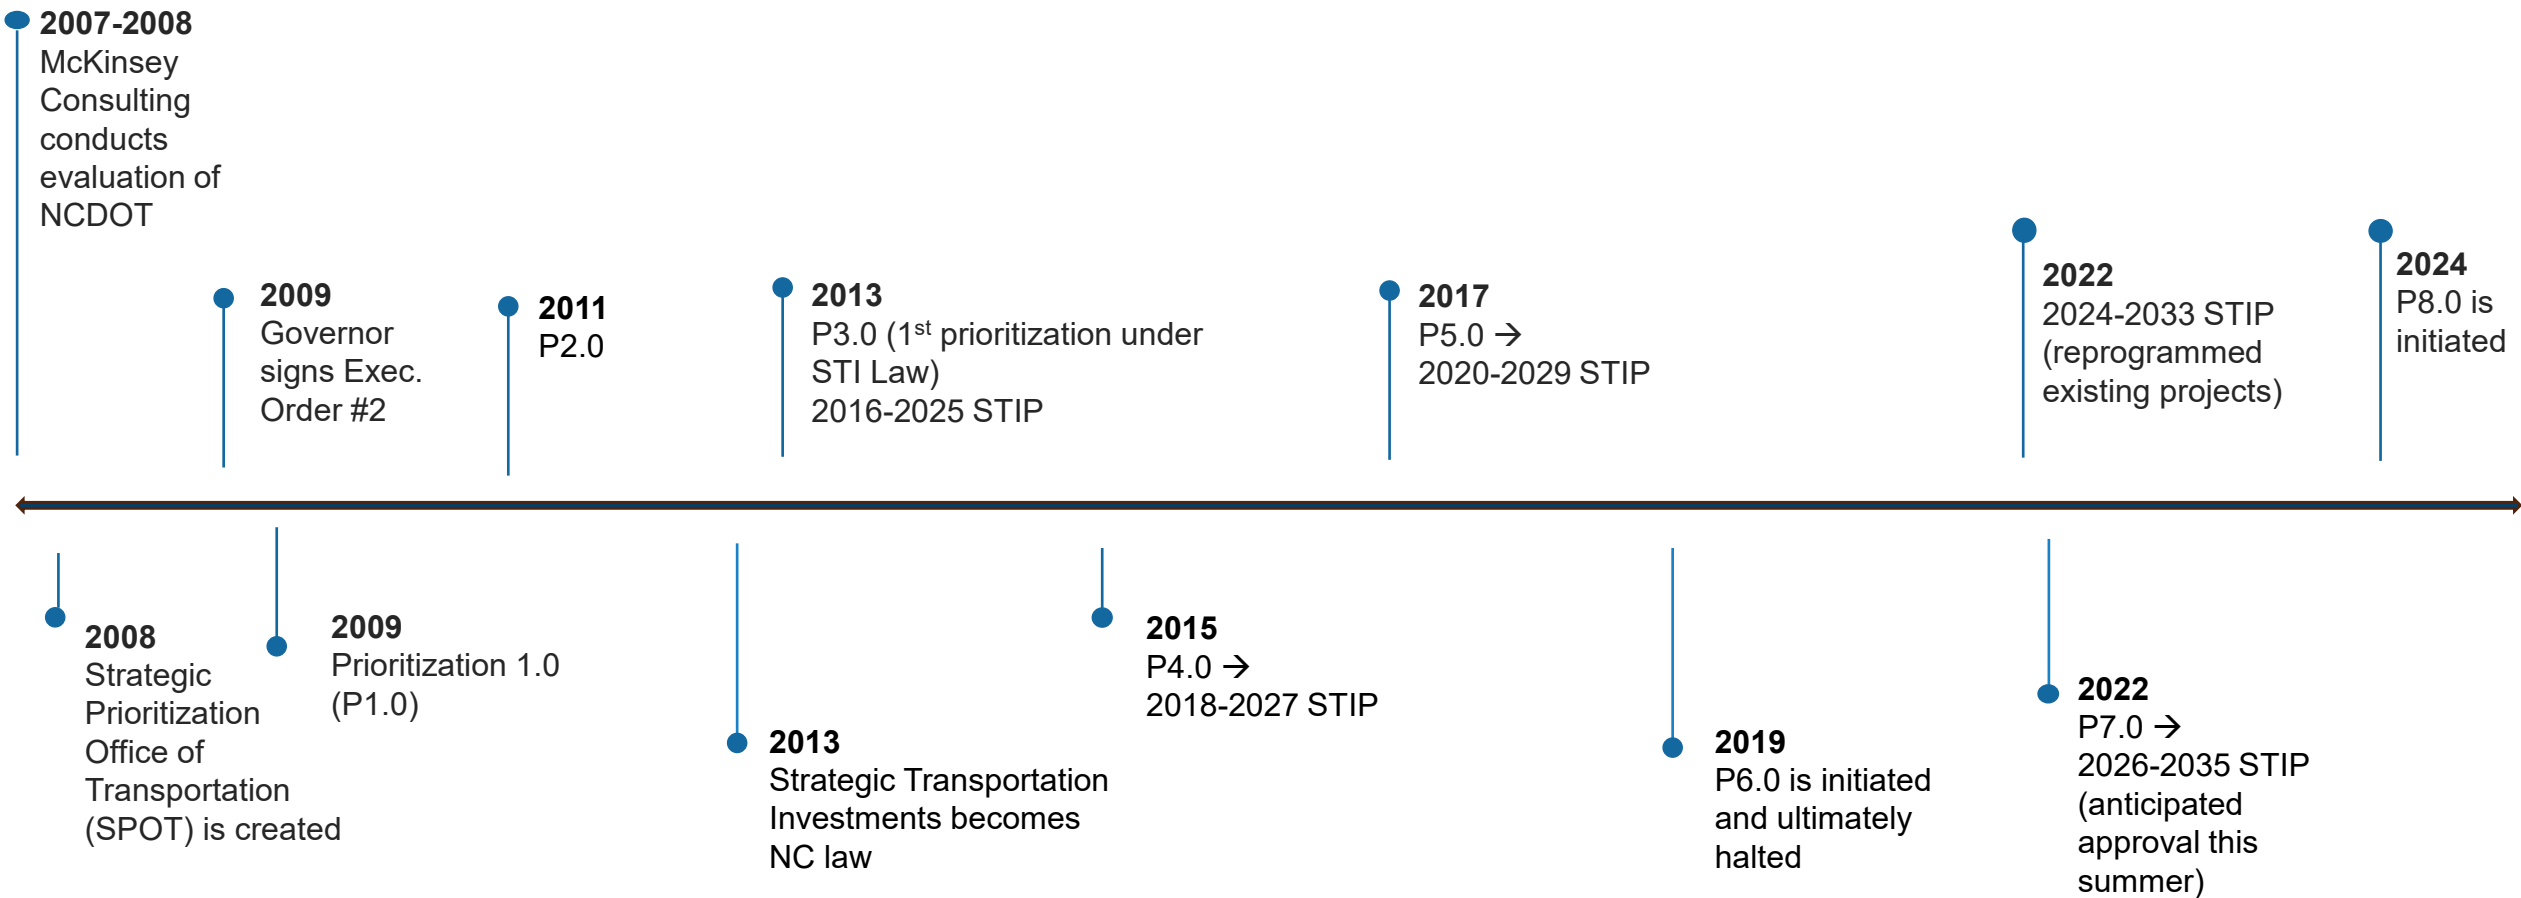 2007-2008
McKinsey
Consulting
conducts
evaluation of
NCDOT
2009
Governor
signs Exec.
Order #2
2011
P2.0
2013
P3.0 (1st prioritization under
STI Law)
2016-2025 STIP
2017
P5.0 →
2020-2029 STIP
2022
2024-2033 STIP
(reprogrammed
existing projects)
2024
P8.0 is
initiated
2008
Strategic
Prioritization
Office of
Transportation
(SPOT) is created
2009
Prioritization 1.0
(P1.0)
2013
Strategic Transportation
Investments becomes
NC law
2015
P4.0 →
2018-2027 STIP
2019
P6.0 is initiated
and ultimately
halted
2022
P7.0 →
2026-2035 STIP
(anticipated
approval this
summer)